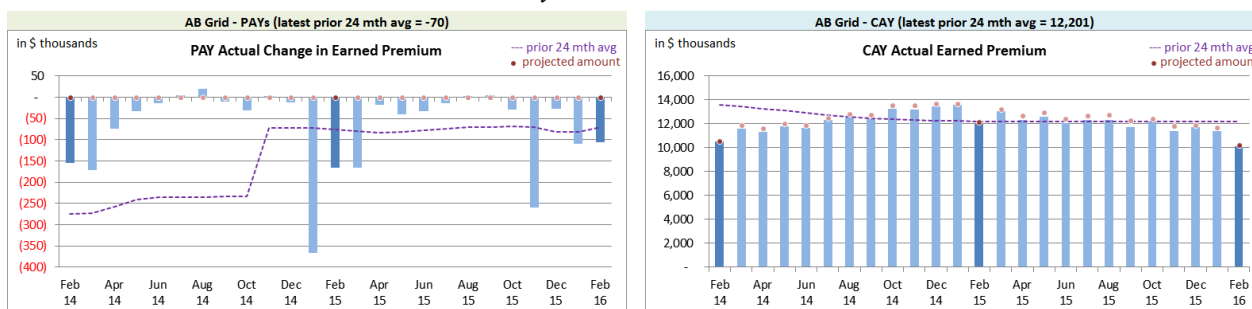 AB Grid - PAYs (latest prior 24 mth avg = -70)
in $ thousands
PAY Actual Change in Earned Premium
prior 24 mth avg
projected amount
50
-
(50)
(100)
(150)
(200)
(250)
(300)
(350)
(400)
Feb Apr Jun Aug Oct Dec Feb Apr Jun Aug Oct Dec Feb
14 14 14 14 14 14 15 15 15 15 15 15 16
AB Grid - CAY (latest prior 24 mth avg = 12,201)
in $ thousands
CAY Actual Earned Premium
prior 24 mth avg
projected amount
16,000
14,000
12,000
10,000
8,000
6,000
4,000
2,000
-
Feb Apr Jun Aug Oct Dec Feb Apr Jun Aug Oct Dec Feb
14 14 14 14 14 14 15 15 15 15 15 15 16